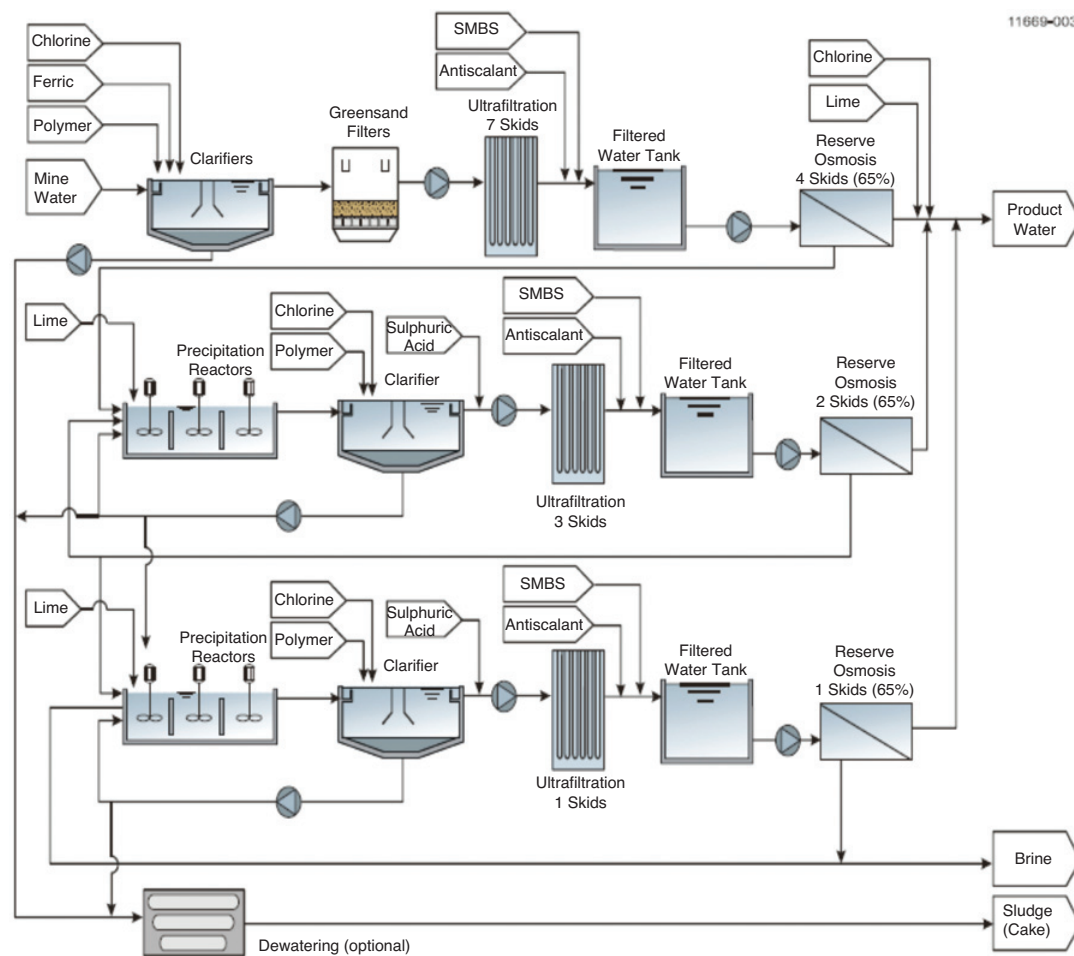 11669-003
Chlorine
Ferric
Polymer
Mine
Water
Clarifiers
Greensand
Filters
SMBS
Antiscalant
Ultrafiltration
7 Skids
Filtered
Water Tank
Chlorine
Lime
Reserve
Osmosis
4 Skids (65%)
Product
Water
Lime
Precipitation
Reactors
Chlorine
Polymer
Clarifier
Sulphuric
Acid
SMBS
Antiscalant
Ultrafiltration
3 Skids
Filtered
Water Tank
Reserve
Osmosis
2 Skids (65%)
Lime
Precipitation
Reactors
Chlorine
Polymer
Clarifier
Sulphuric
Acid
SMBS
Antiscalant
Ultrafiltration
1 Skids
Filtered
Water Tank
Reserve
Osmosis
1 Skids (65%)
Brine
Sludge
(Cake)
Dewatering (optional)